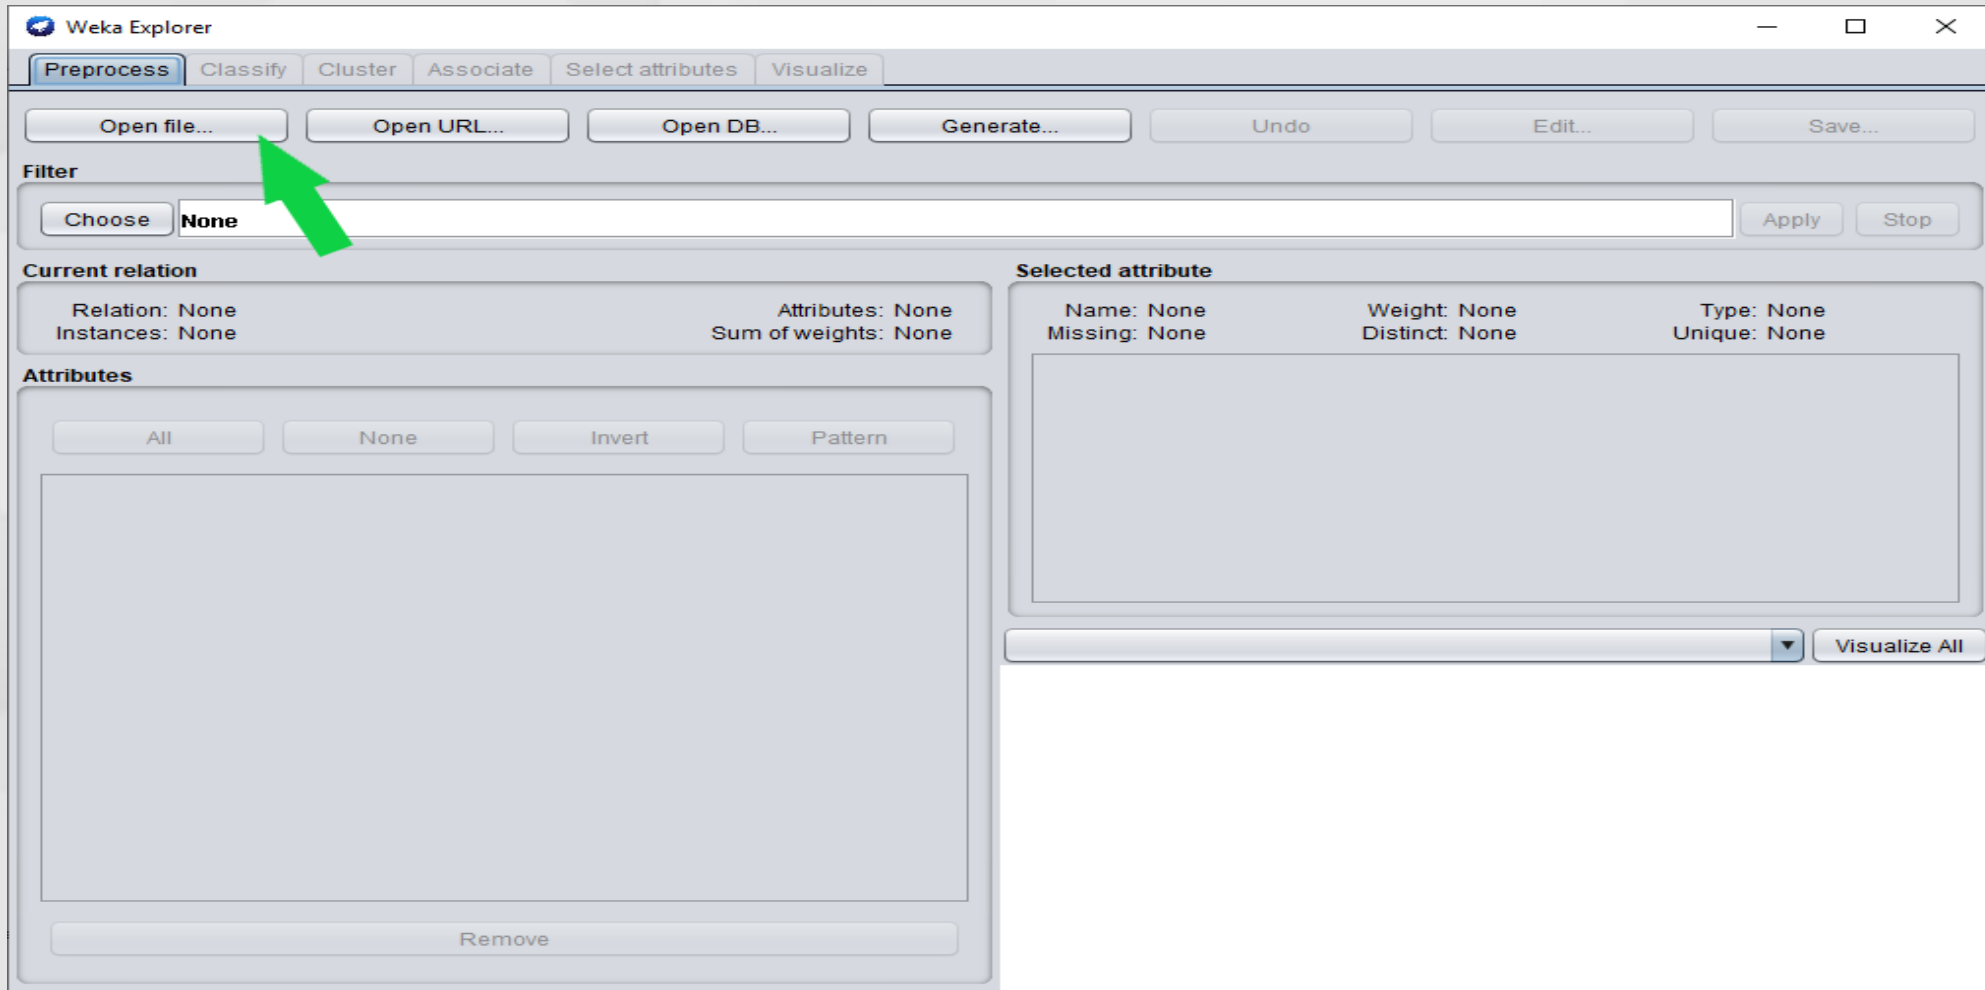 Weka Explorer
Preprocess Classify Cluster Associate Select attributes Visualize
Open file... Open URL... Open DB... Generate... Undo Edit... Save...
Filter
Choose None Apply Stop
Current relation
Relation: None Attributes: None
Instances: None Sum of weights: None
Attributes
All None Invert Pattern
Remove
Selected attribute
Name: None Weight: None Type: None
Missing: None Distinct: None Unique: None
Visualize All